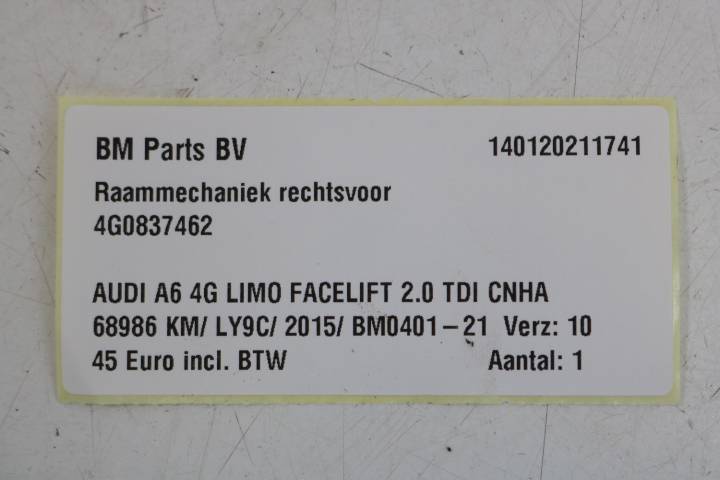 BM Parts BV 140120211741
Raammechaniek rechtsvoor
4G0837462
AUDI A6 4G LIMO FACELIFT 2.0 TDI CNHA
68986 KM/ LY9C/ 2015/ BM0401-21 Verz: 10
45 Euro incl. BTW Aantal: 1